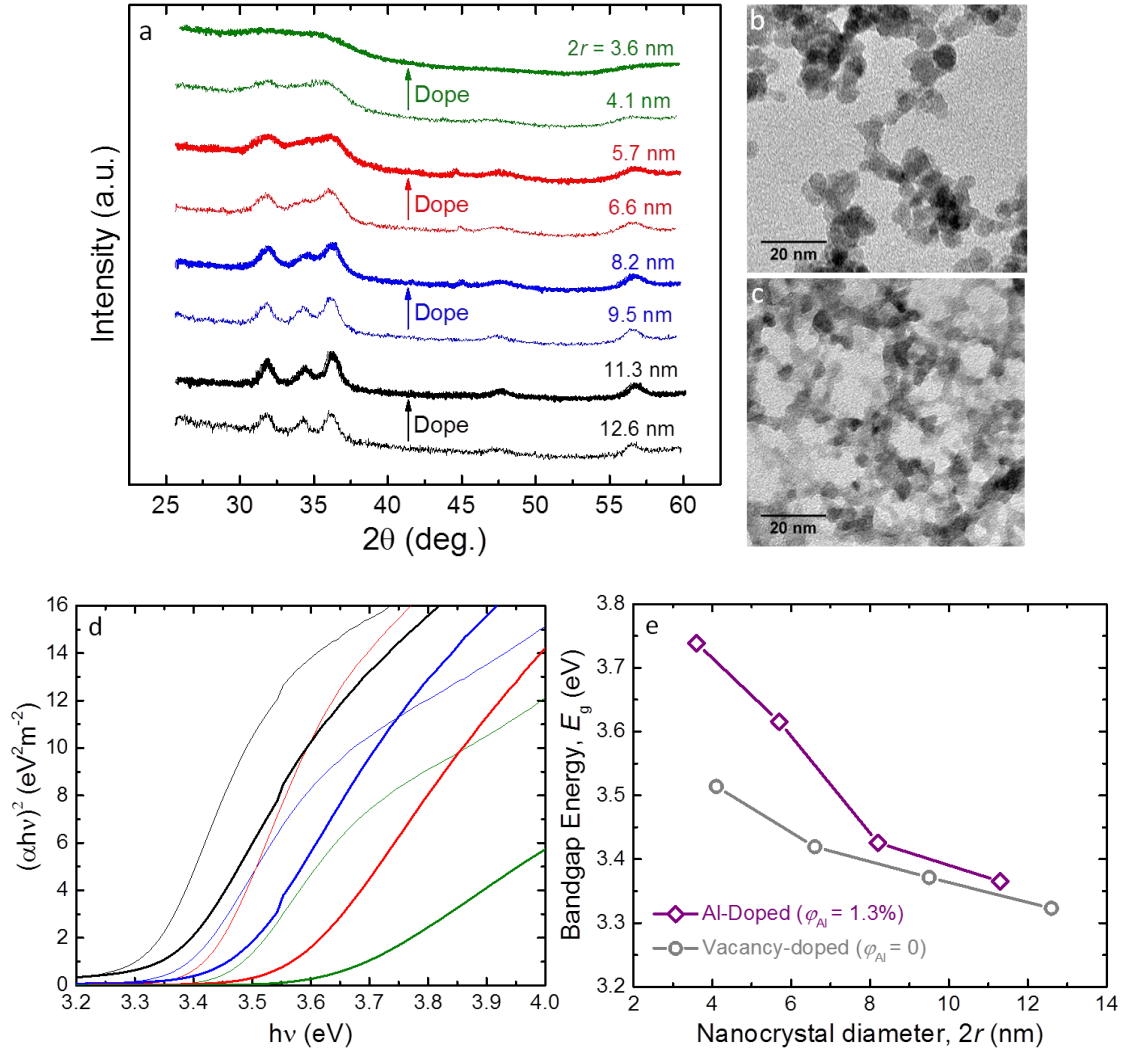 a
2r = 3.6 nm
Dope
4.1 nm
5.7 nm
Dope
6.6 nm
8.2 nm
Dope
9.5 nm
11.3 nm
Dope
12.6 nm
Intensity (a.u.)
25 30 35 40 45 50 55 60
2θ (deg.)
b
20 nm
c
20 nm
d
16
14
12
10
8
6
4
2
0
(αhν)² (eV²m⁻²)
3.2 3.3 3.4 3.5 3.6 3.7 3.8 3.9 4.0
hν (eV)
e
3.8
3.7
3.6
3.5
3.4
3.3
3.2
Bandgap Energy, Eg (eV)
Al-Doped (φAl = 1.3%)
Vacancy-doped (φAl = 0)
2 4 6 8 10 12 14
Nanocrystal diameter, 2r (nm)